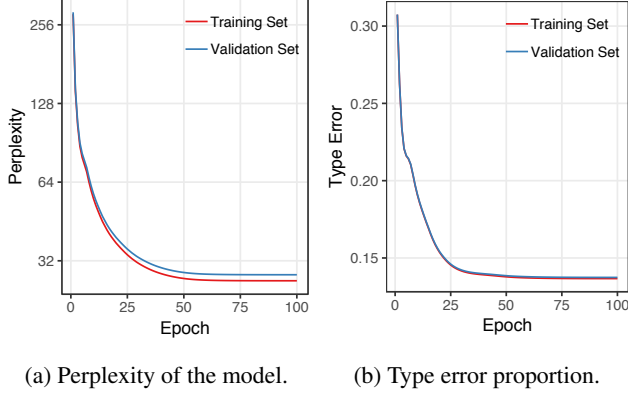 256
128
64
32
Perplexity
Training Set
Validation Set
0
25
50
75
100
Epoch
(a) Perplexity of the model.
0.30
0.25
0.20
0.15
Type Error
Training Set
Validation Set
0
25
50
75
100
Epoch
(b) Type error proportion.